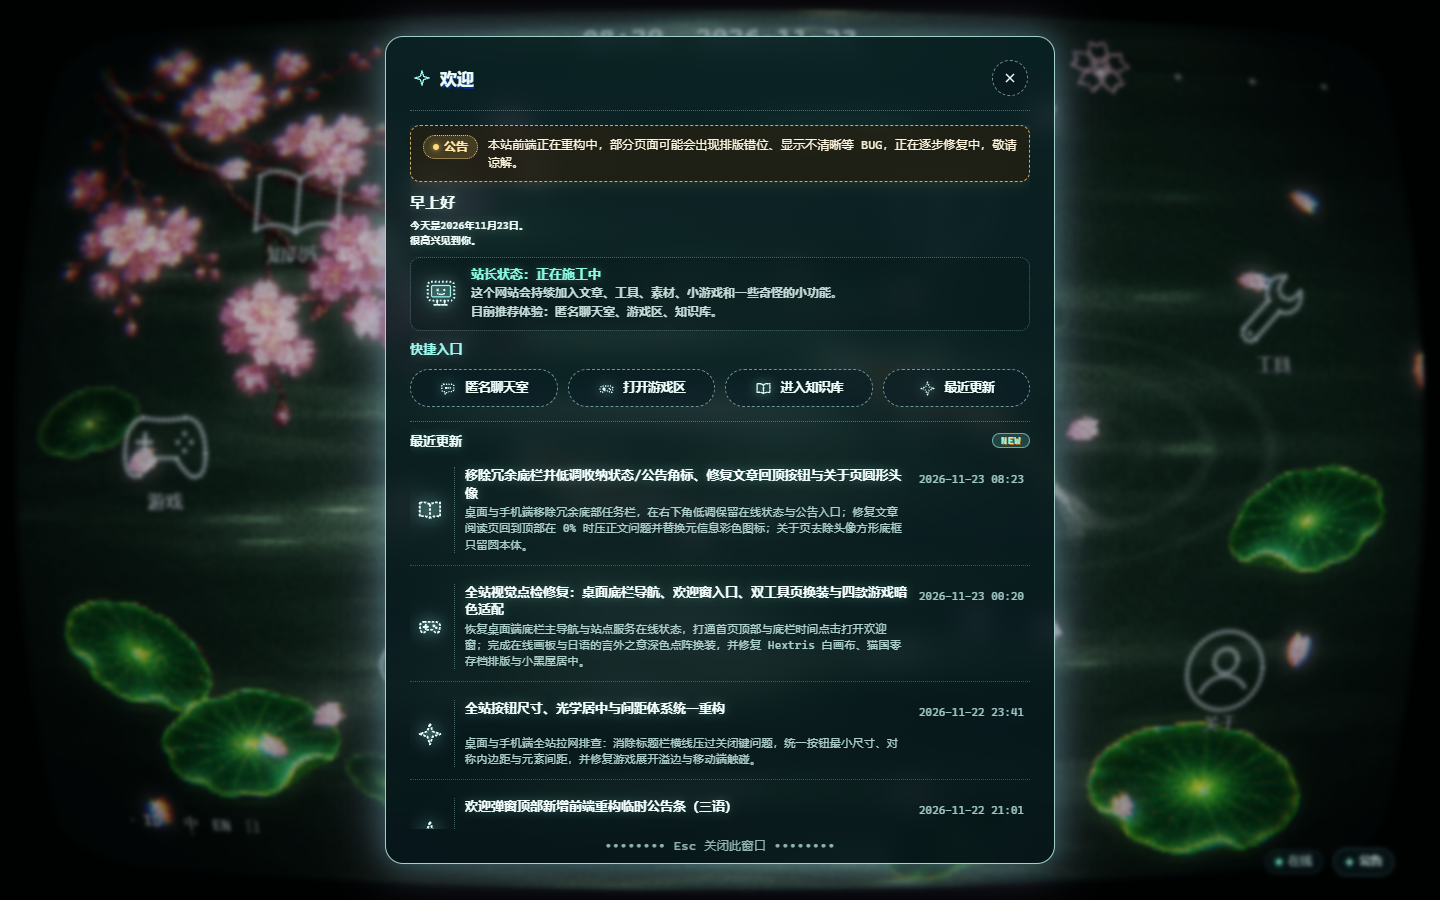 08:28 2026-11-23
欢迎
公告
本站前端正在重构中，部分页面可能会出现排版错位、显示不清晰等 BUG，正在逐步修复中，敬请
谅解。
早上好
今天是2026年11月23日。
很高兴见到你。
站长状态：正在施工中
这个网站会持续加入文章、工具、素材、小游戏和一些奇怪的小功能。
目前推荐体验：匿名聊天室、游戏区、知识库。
快捷入口
匿名聊天室
打开游戏区
进入知识库
最近更新
最近更新
NEW
移除冗余底栏并低调收纳状态/公告角标、修复文章回顶按钮与关于页圆形头
像
2026-11-23 08:23
桌面与手机端移除冗余底部任务栏，在右下角低调保留在线状态与公告入口；修复文章
阅读页回到顶部在 0% 时压正文问题并替换元信息彩色图标；关于页去除头像方形底框
只留圆本体。
全站视觉点检修复：桌面底栏导航、欢迎窗入口、双工具页换装与四款游戏暗
色适配
2026-11-23 00:20
恢复桌面端底栏主导航与站点服务在线状态，打通首页顶部与底栏时间点击打开欢迎
窗；完成在线画板与日语的言外之意深色点阵换装，并修复 Hextris 白画布、猫国零
存档排版与小黑屋居中。
全站按钮尺寸、光学居中与间距体系统一重构
2026-11-22 23:41
桌面与手机端全站拉网排查：消除标题栏横线压过关闭键问题，统一按钮最小尺寸、对
称内边距与元素间距，并修复游戏展开溢边与移动端触碰。
欢迎弹窗顶部新增前端重构临时公告条（三语）
2026-11-22 21:01
•••••••• Esc 关闭此窗口 ••••••••
知识库
游戏
工具
关于
中 EN 日
在线
公告